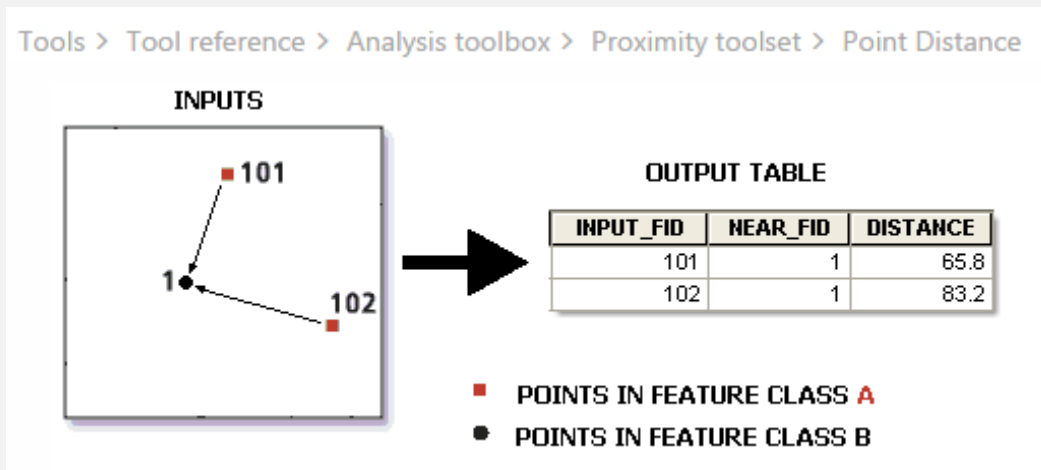 Tools > Tool reference > Analysis toolbox > Proximity toolset > Point Distance
INPUTS
101
1
102
OUTPUT TABLE
INPUT_FID NEAR_FID DISTANCE
101 1 65.8
102 1 83.2
POINTS IN FEATURE CLASS A
POINTS IN FEATURE CLASS B